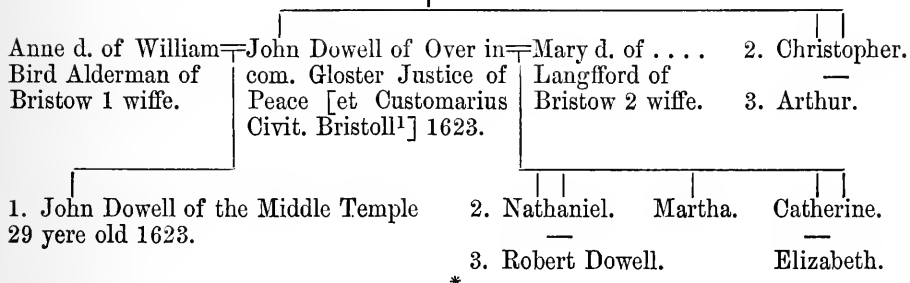 Anne d. of William
Bird Alderman of
Bristow 1 wiffe.
John Dowell of Over in
com. Gloster Justice of
Peace [et Customarius
Civit. Bristoll¹] 1623.
Mary d. of ....
Langfford of
Bristow 2 wiffe.
2. Christopher.
—
3. Arthur.
1. John Dowell of the Middle Temple
29 yere old 1623.
2. Nathaniel.
—
3. Robert Dowell.
Martha.
Catherine.
—
Elizabeth.
*